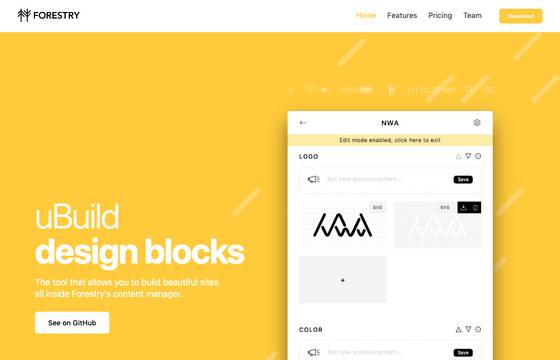 FORESTRY
Home Features Pricing Team Download
100% Fri 11:22 AM
NWA
Edit mode enabled, click here to exit
LOGO
Set new announcement... Save
SVG SVG
+
COLOR
Set new announcement... Save
uBuild
design blocks
The tool that allows you to build beautiful sites
all inside Forestry's content manager.
See on GitHub